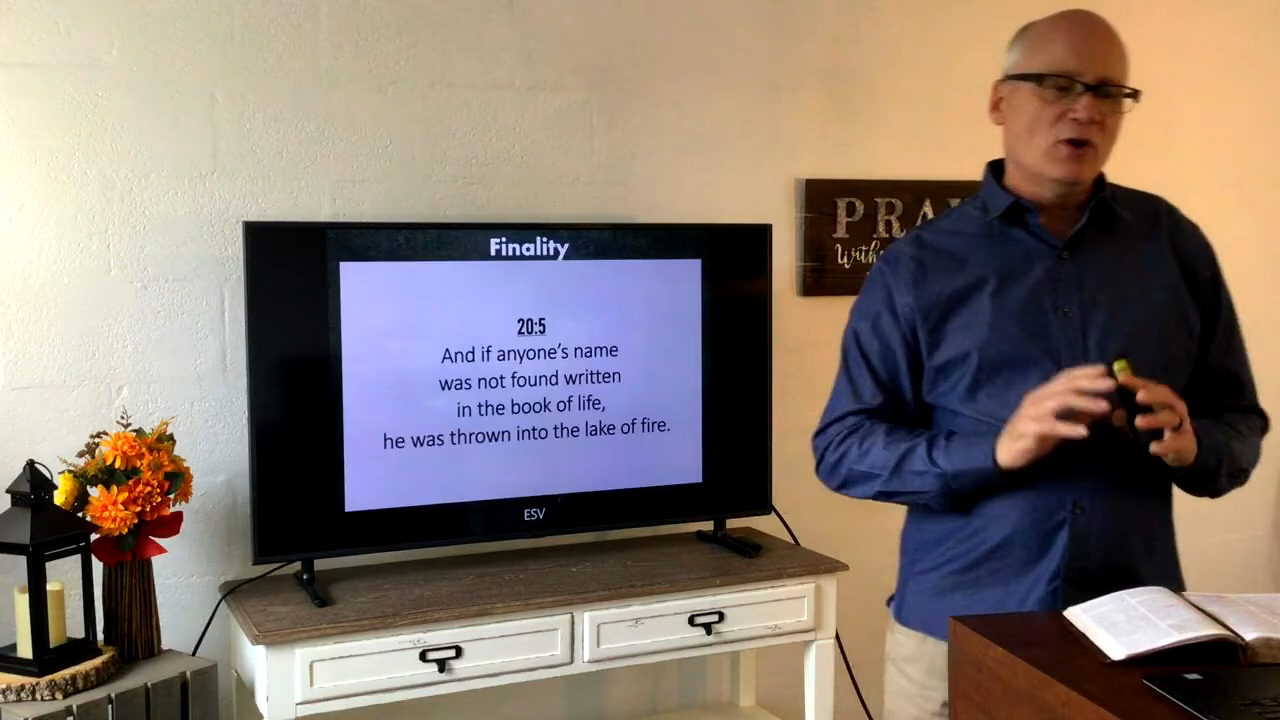 Finality
20:5
And if anyone’s name
was not found written
in the book of life,
he was thrown into the lake of fire.
ESV